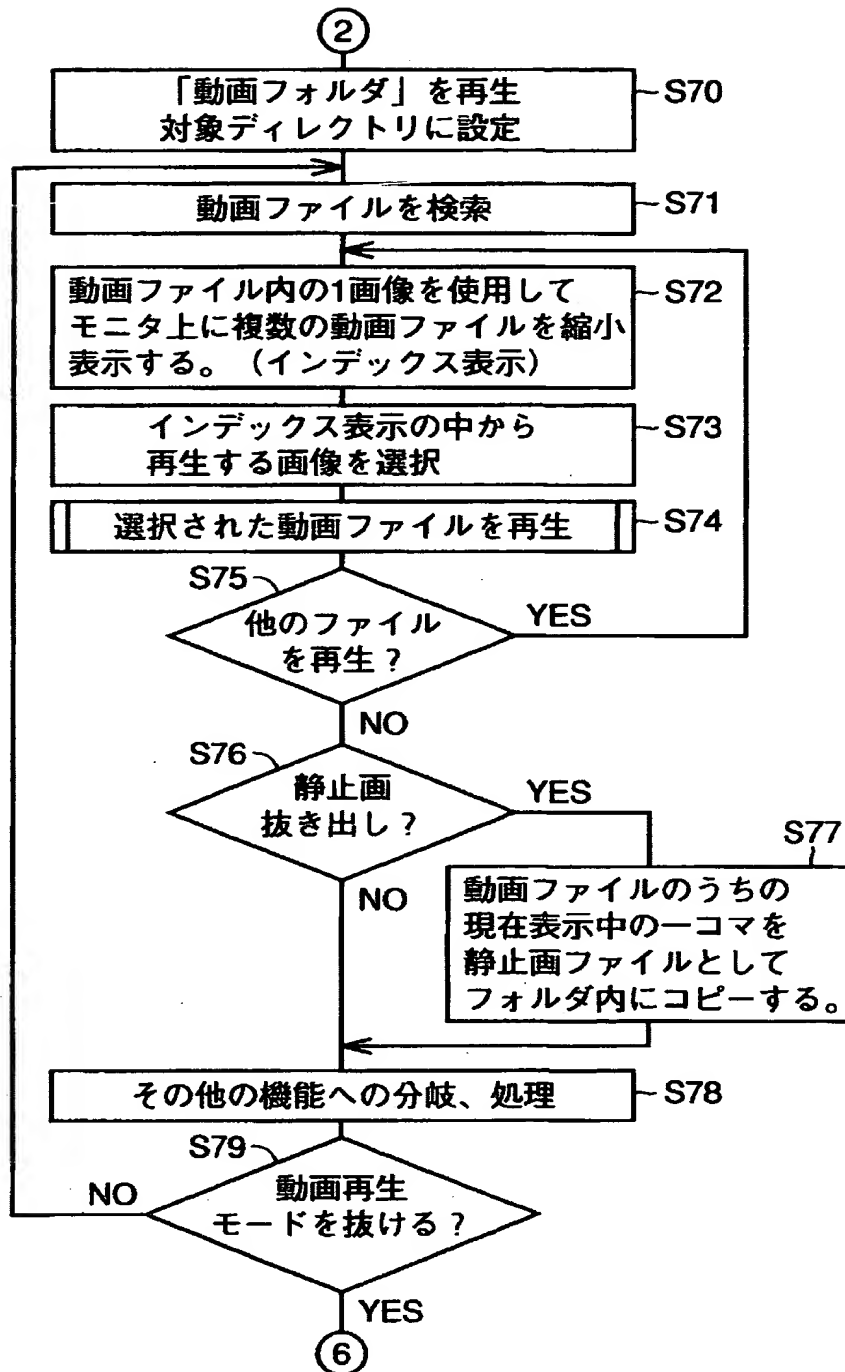 2
「動画フォルダ」を再生
対象ディレクトリに設定
S70
動画ファイルを検索
S71
動画ファイル内の1画像を使用して
モニタ上に複数の動画ファイルを縮小
表示する。（インデックス表示）
S72
インデックス表示の中から
再生する画像を選択
S73
選択された動画ファイルを再生
S74
S75
他のファイル
を再生？
YES
NO
S76
静止画
抜き出し？
YES
NO
S77
動画ファイルのうちの
現在表示中の一コマを
静止画ファイルとして
フォルダ内にコピーする。
その他の機能への分岐、処理
S78
S79
動画再生
モードを抜ける？
NO
YES
6